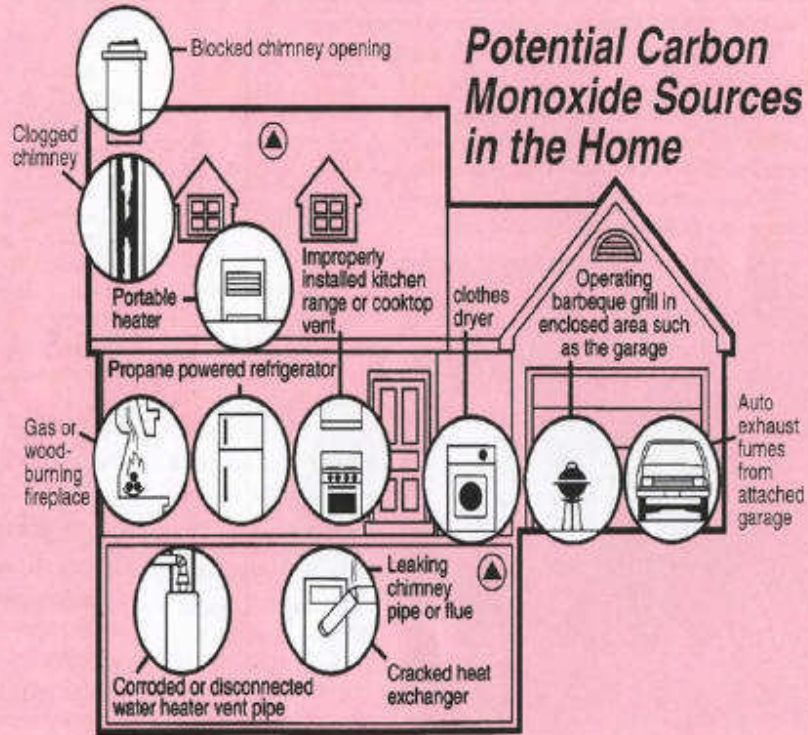 Potential Carbon
Monoxide Sources
in the Home
Blocked chimney opening
Clogged
chimney
Portable
heater
Improperly
installed kitchen
range or cooktop
vent
clothes
dryer
Operating
barbeque grill in
enclosed area such
as the garage
Propane powered refrigerator
Gas or
wood-
burning
fireplace
Auto
exhaust
fumes
from
attached
garage
Leaking
chimney
pipe or flue
Corroded or disconnected
water heater vent pipe
Cracked heat
exchanger